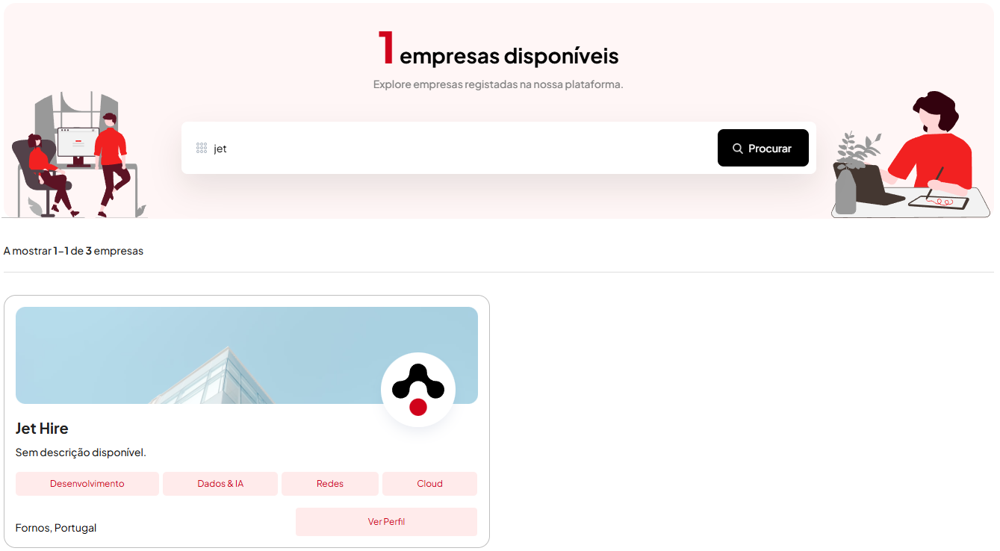 1 empresas disponíveis
Explore empresas registadas na nossa plataforma.
jet
Procurar
A mostrar 1–1 de 3 empresas
Jet Hire
Sem descrição disponível.
Desenvolvimento
Dados & IA
Redes
Cloud
Fornos, Portugal
Ver Perfil